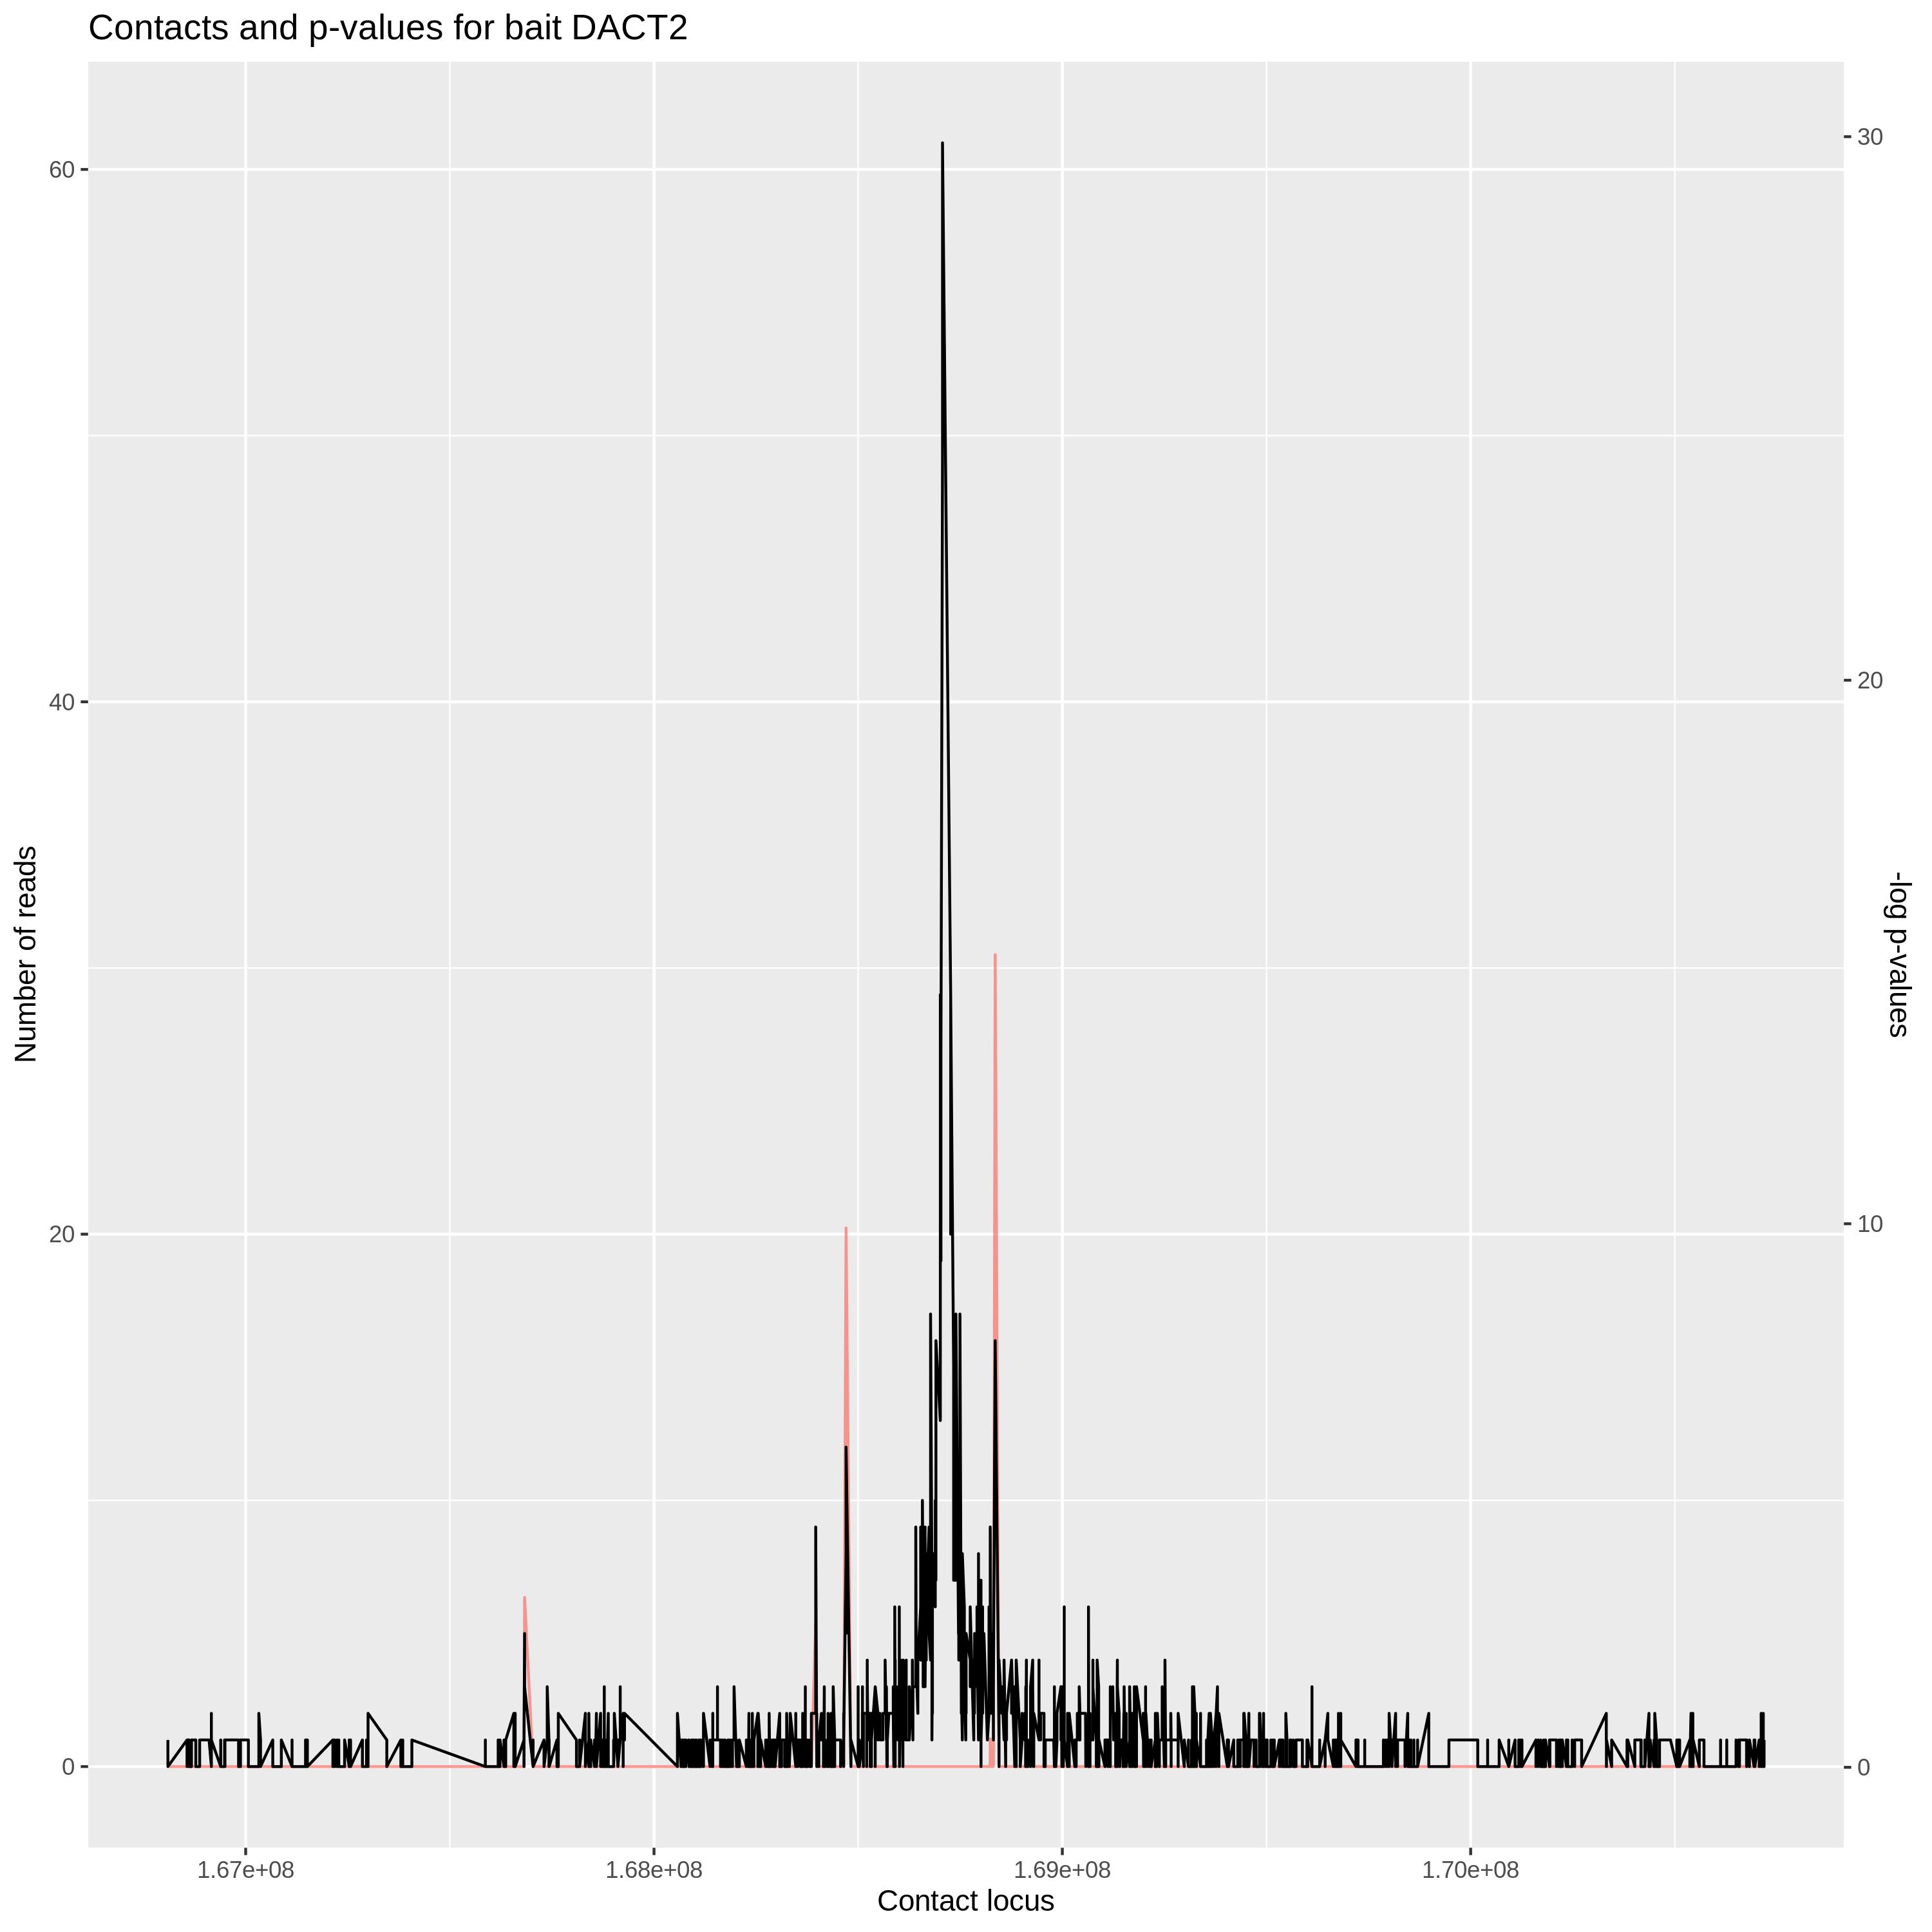 Contacts and p-values for bait DACT2
60
40
20
0
Number of reads
30
20
10
0
-log p-values
1.67e+08
1.68e+08
1.69e+08
1.70e+08
Contact locus